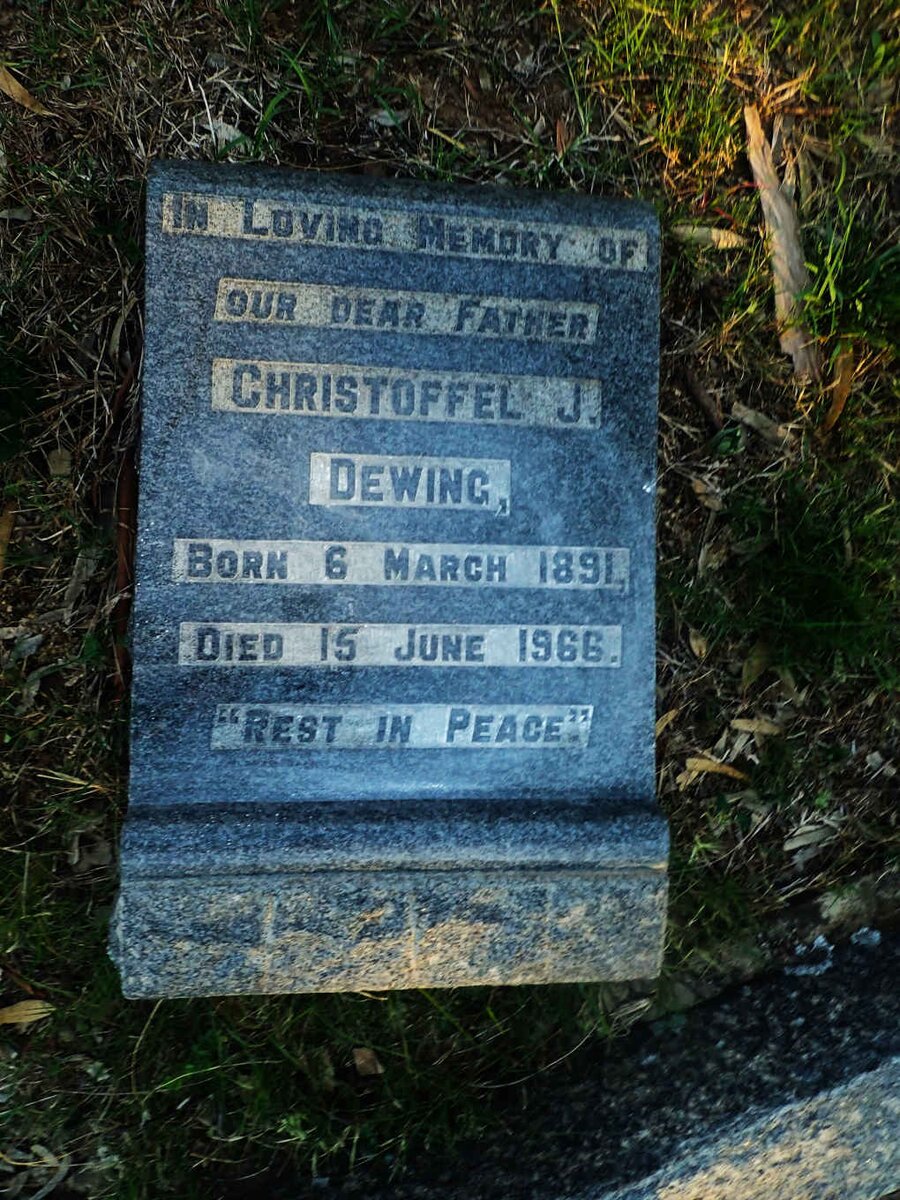 In Loving Memory of
our dear Father
Christoffel J.
Dewing,
Born 6 March 1891,
Died 15 June 1966.
"Rest in Peace."